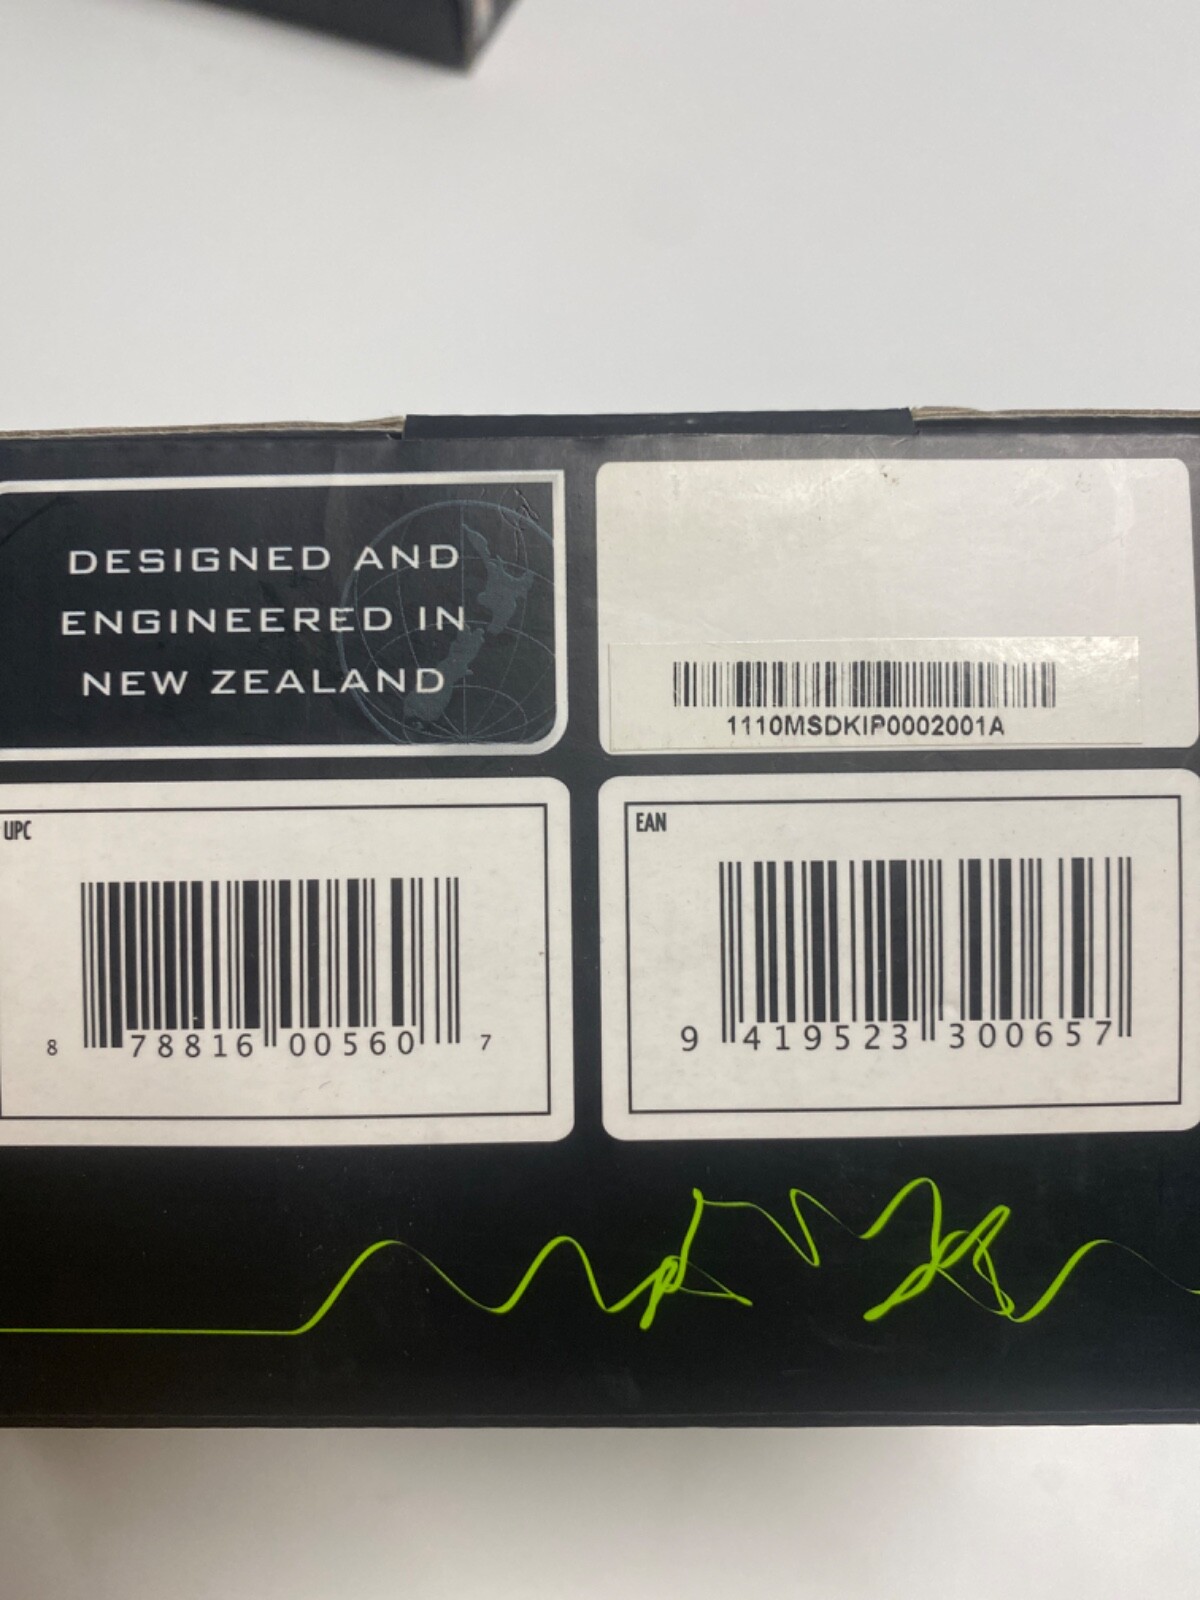 DESIGNED AND
ENGINEERED IN
NEW ZEALAND
1110MSDKIP0002001A
UPC
8 78816 00560 7
EAN
9 419523 300657